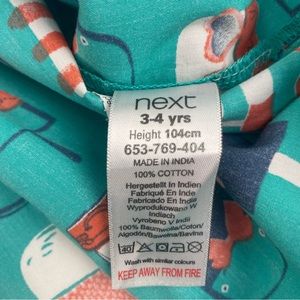 next
3-4 yrs
Height 104cm
653-769-404
MADE IN INDIA
100% COTTON
Hergestellt In Indien
Fabriqué En Inde
Fabricado En India
Wyprodukowano W
Indiach
Vyrobeno V Indii
100% Baumwolle/Coton/
Algodón/Bawełna/Bavlna
40
Wash with similar colours
KEEP AWAY FROM FIRE